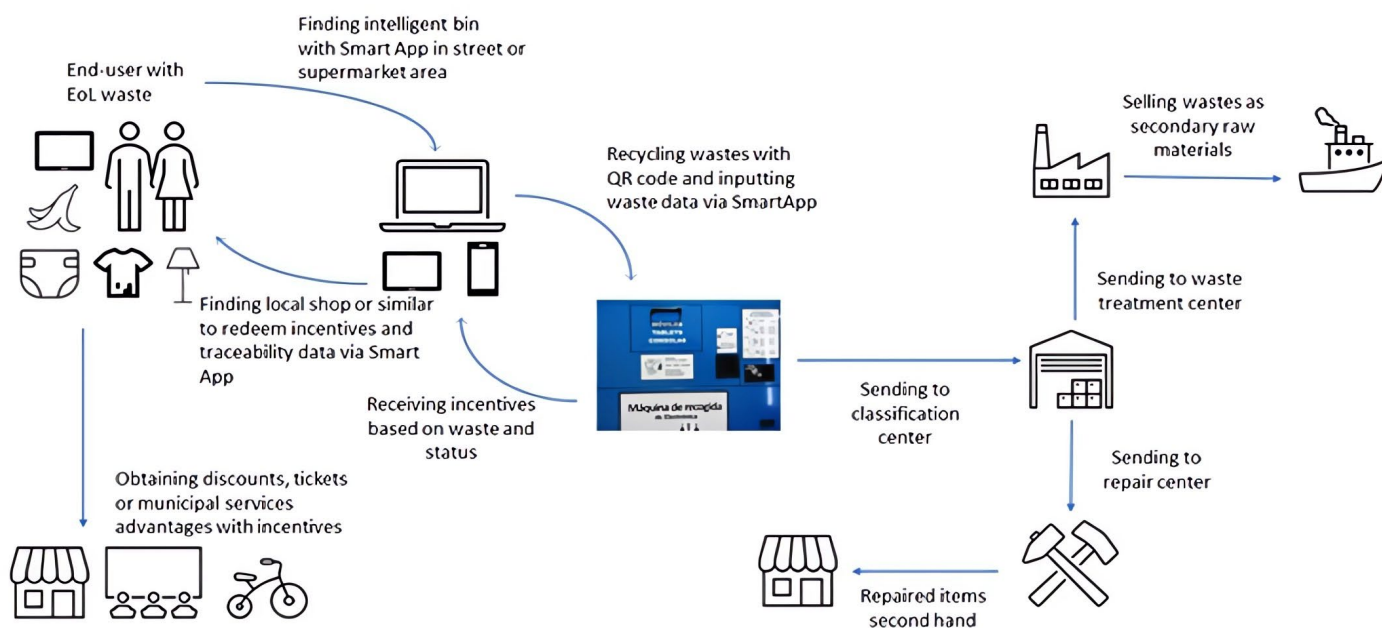 Finding intelligent bin
with Smart App in street or
supermarket area
End-user with
EoL waste
Recycling wastes with
QR code and inputting
waste data via SmartApp
Selling wastes as
secondary raw
materials
Sending to waste
treatment center
Finding local shop or similar
to redeem incentives and
traceability data via Smart
App
MÓVILES
TABLETS
CONSOLAS
Máquina de recogida
Receiving incentives
based on waste and
status
Sending to
classification
center
Sending to
repair center
Obtaining discounts, tickets
or municipal services
advantages with incentives
Repaired items
second hand